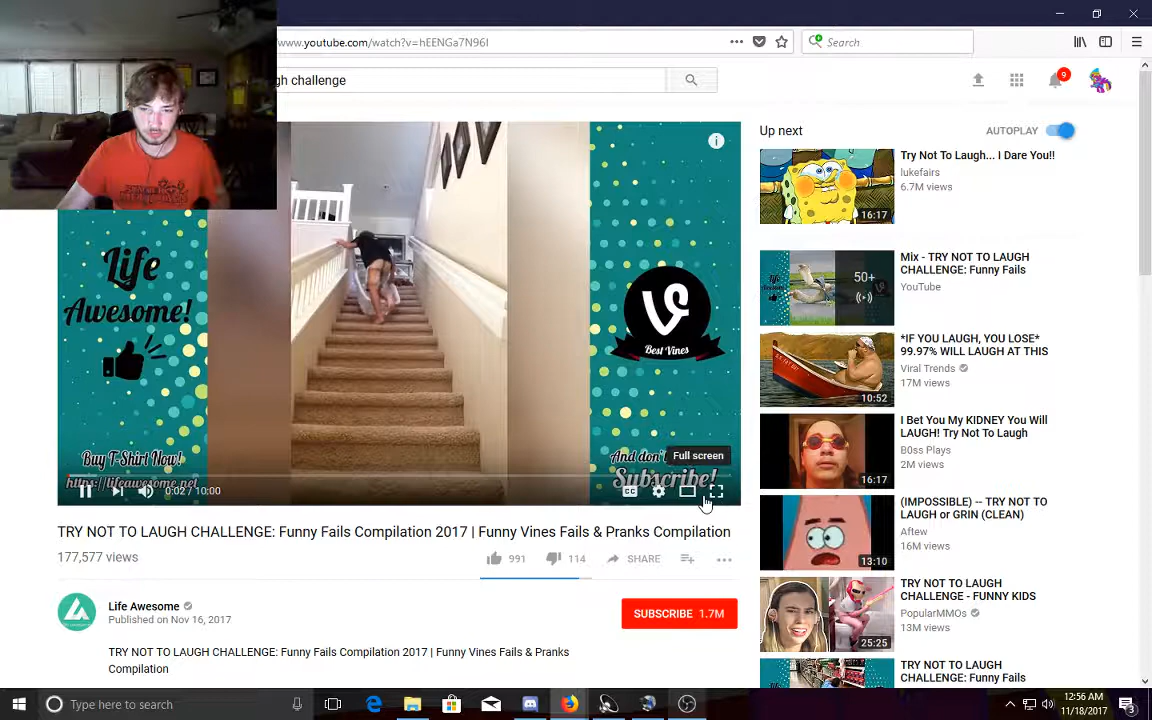 www.youtube.com/watch?v=hEENGa7N96I
Search
gh challenge
9
Life
Awesome!
Buy T-Shirt Now!
https://lifeawesome.net
Best Vines
And don't
Subscribe!
Full screen
0:02 / 10:00
CC
TRY NOT TO LAUGH CHALLENGE: Funny Fails Compilation 2017 | Funny Vines Fails & Pranks Compilation
177,577 views
991
114
SHARE
Life Awesome
Published on Nov 16, 2017
SUBSCRIBE 1.7M
TRY NOT TO LAUGH CHALLENGE: Funny Fails Compilation 2017 | Funny Vines Fails & Pranks
Compilation
Up next
AUTOPLAY
16:17
Try Not To Laugh... I Dare You!!
lukefairs
6.7M views
50+
Mix - TRY NOT TO LAUGH
CHALLENGE: Funny Fails
YouTube
10:52
*IF YOU LAUGH, YOU LOSE*
99.97% WILL LAUGH AT THIS
Viral Trends
17M views
16:17
I Bet You My KIDNEY You Will
LAUGH! Try Not To Laugh
B0ss Plays
2M views
13:10
(IMPOSSIBLE) -- TRY NOT TO
LAUGH or GRIN (CLEAN)
Aftew
16M views
25:25
TRY NOT TO LAUGH
CHALLENGE - FUNNY KIDS
PopularMMOs
13M views
TRY NOT TO LAUGH
CHALLENGE: Funny Fails
Type here to search
12:56 AM
11/18/2017
3